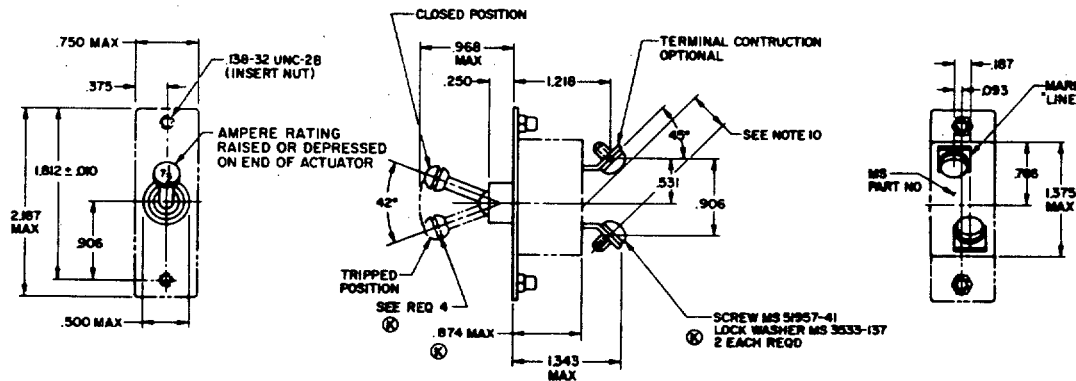 CLOSED POSITION
.750 MAX
.138-32 UNC-2B
(INSERT NUT)
.375
AMPERE RATING
RAISED OR DEPRESSED
ON END OF ACTUATOR
1.812 ± .010
2.187
MAX
.906
.500 MAX
.968
MAX
.250
1.218
TERMINAL CONTRUCTION
OPTIONAL
45°
SEE NOTE 10
.531
.906
42°
TRIPPED
POSITION
SEE REQ 4
K
K
.874 MAX
1.343
MAX
SCREW MS 51957-41
K LOCK WASHER MS 3533-137
2 EACH REQD
.187
.093
"LINE
MS
PART NO
1.375
MAX